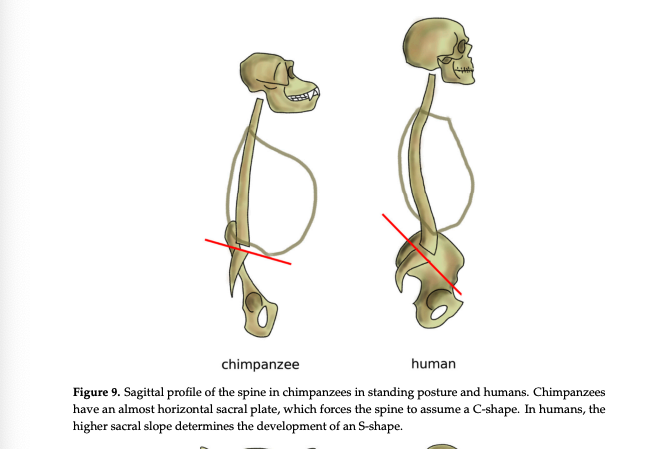 chimpanzee
human
Figure 9. Sagittal profile of the spine in chimpanzees in standing posture and humans. Chimpanzees
have an almost horizontal sacral plate, which forces the spine to assume a C-shape. In humans, the
higher sacral slope determines the development of an S-shape.